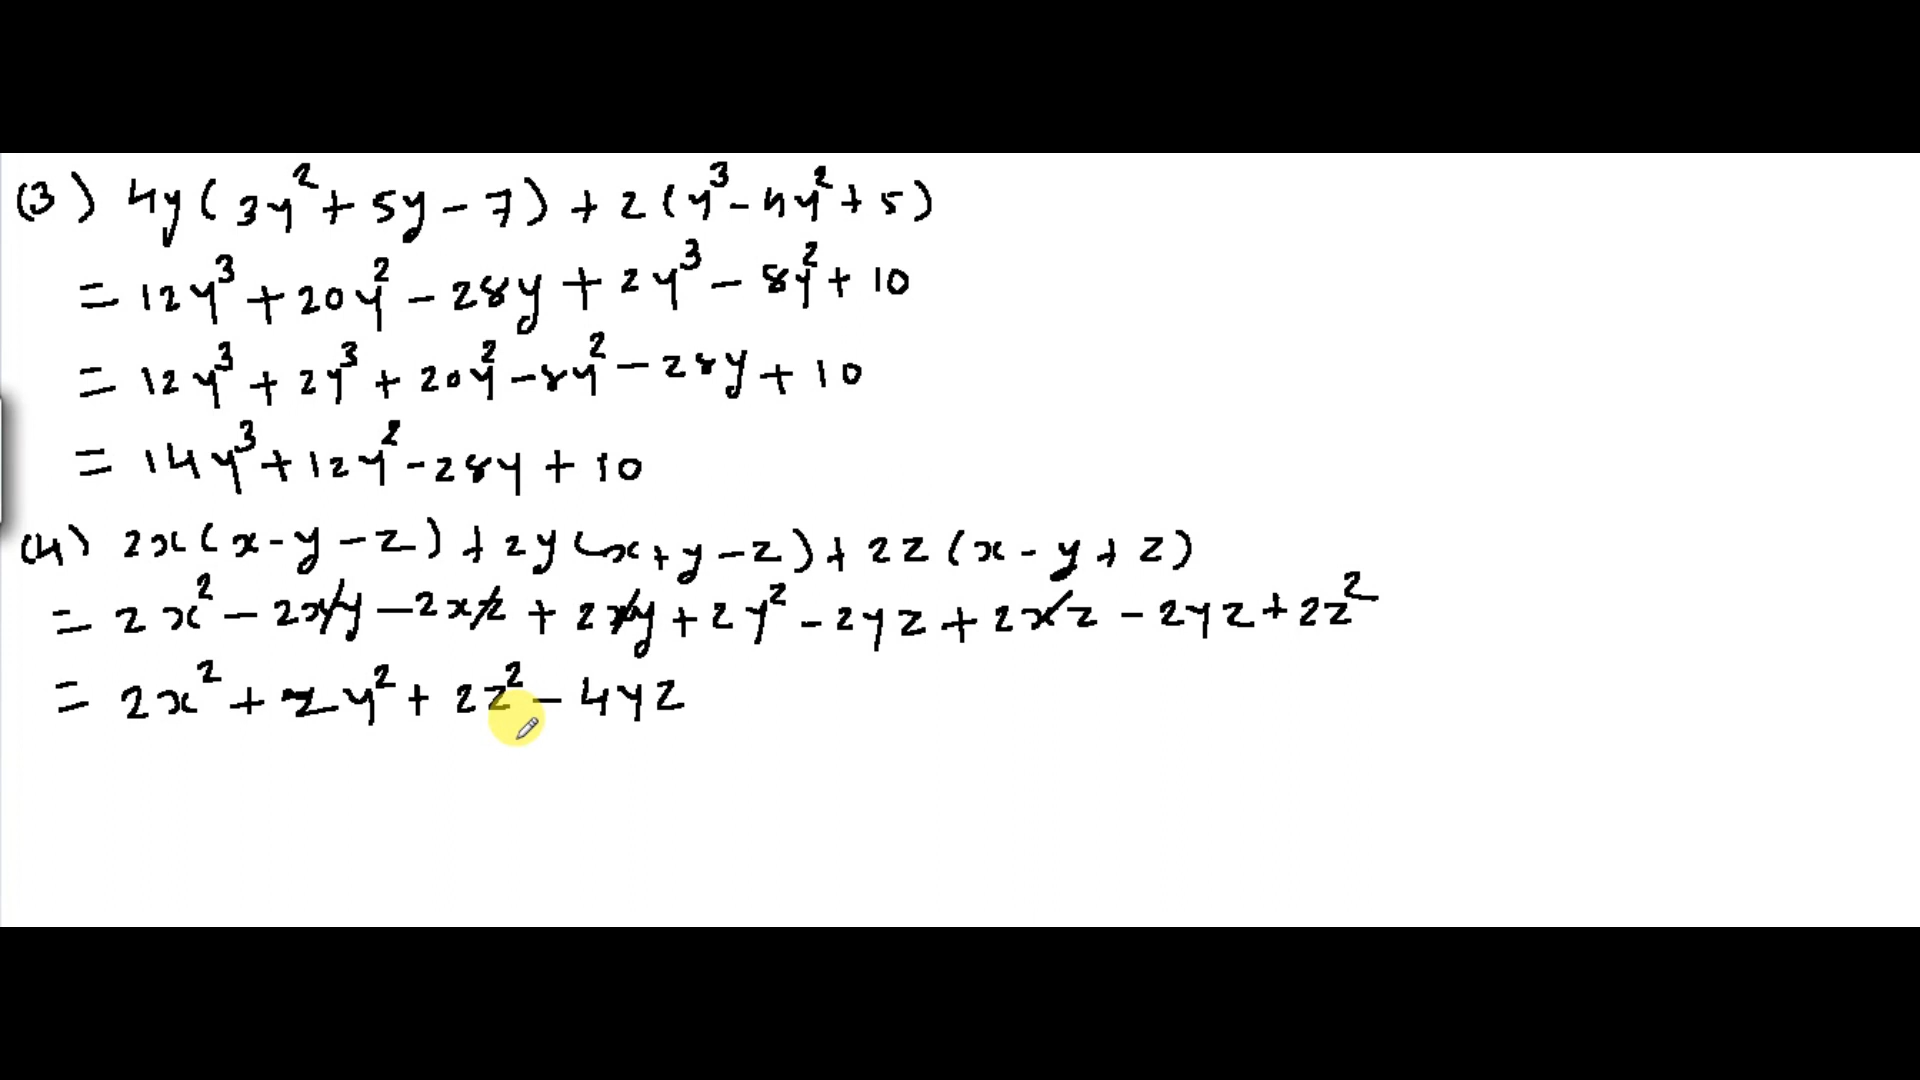 (3) 4y(3y²+5y-7)+2(y³-4y²+5)
=12y³+20y²-28y+2y³-8y²+10
=12y³+2y³+20y²-8y²-28y+10
=14y³+12y²-28y+10
(4) 2x(x-y-z)+2y(-x+y-z)+2z(x-y+z)
=2x²-2xy-2xz+2xy+2y²-2yz+2xz-2yz+2z²
=2x²+2y²+2z²-4yz